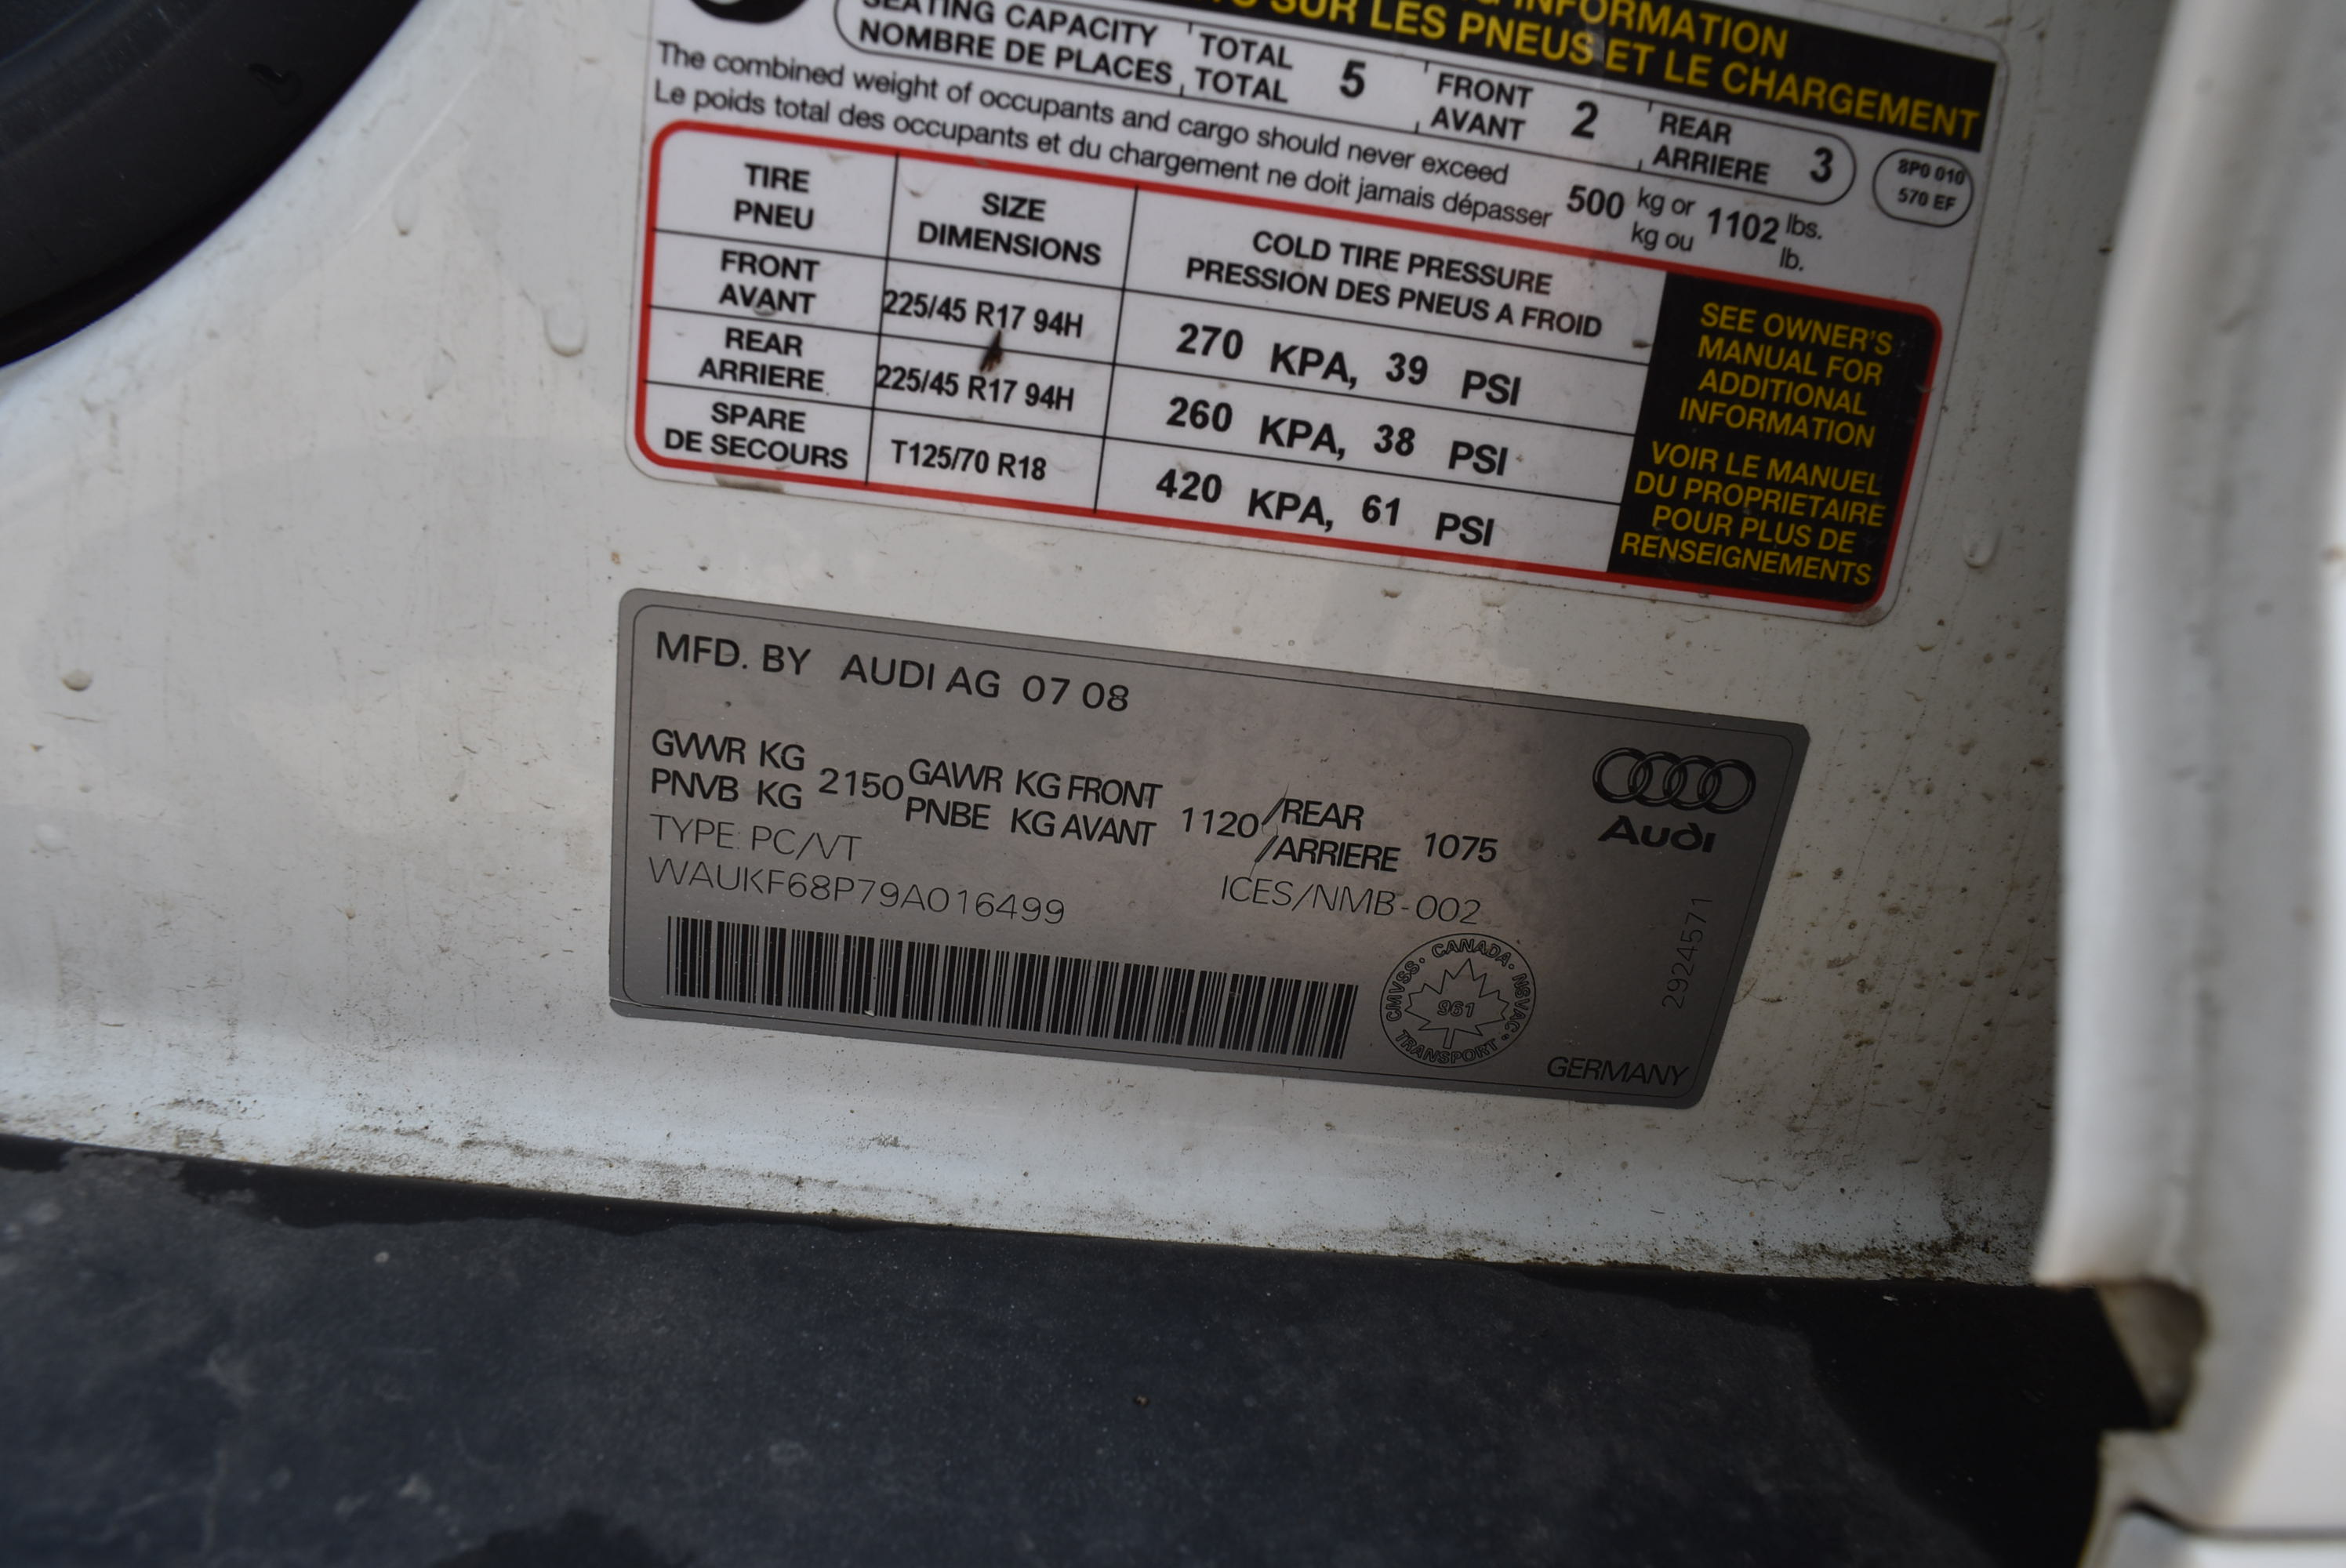 INFORMATION
SUR LES PNEUS ET LE CHARGEMENT
SEATING CAPACITY TOTAL 5 FRONT 2 REAR 3
NOMBRE DE PLACES TOTAL AVANT ARRIERE
8P0 010
570 EF
The combined weight of occupants and cargo should never exceed 500 kg or 1102 lbs.
Le poids total des occupants et du chargement ne doit jamais dépasser kg ou lb.
TIRE
PNEU
SIZE
DIMENSIONS
COLD TIRE PRESSURE
PRESSION DES PNEUS A FROID
FRONT
AVANT
225/45 R17 94H
270 KPA, 39 PSI
REAR
ARRIERE
225/45 R17 94H
260 KPA, 38 PSI
SPARE
DE SECOURS
T125/70 R18
420 KPA, 61 PSI
SEE OWNER'S
MANUAL FOR
ADDITIONAL
INFORMATION
VOIR LE MANUEL
DU PROPRIETAIRE
POUR PLUS DE
RENSEIGNEMENTS
MFD. BY AUDI AG 07 08
GVWR KG 2150 GAWR KG FRONT 1120 /REAR 1075
PNVB KG PNBE KG AVANT /ARRIERE
TYPE: PC/VT
WAUKF68P79A016499
ICES/NMB-002
Audi
2924571
CMVSS · CANADA · NSVAC · TRANSPORT ·
961
GERMANY